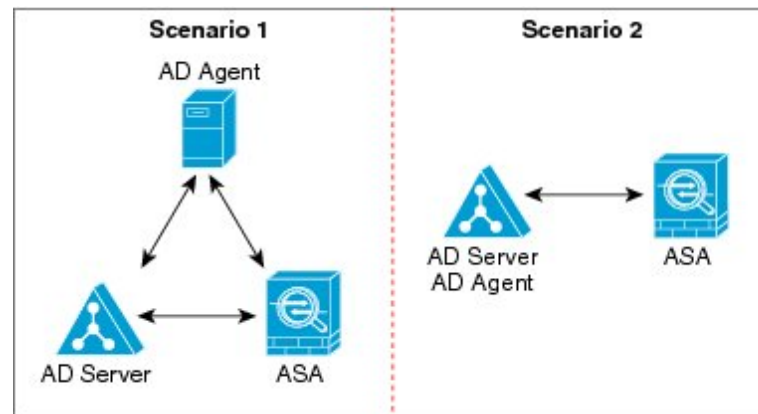 Scenario 1
AD Agent
AD Server
ASA
Scenario 2
AD Server
AD Agent
ASA